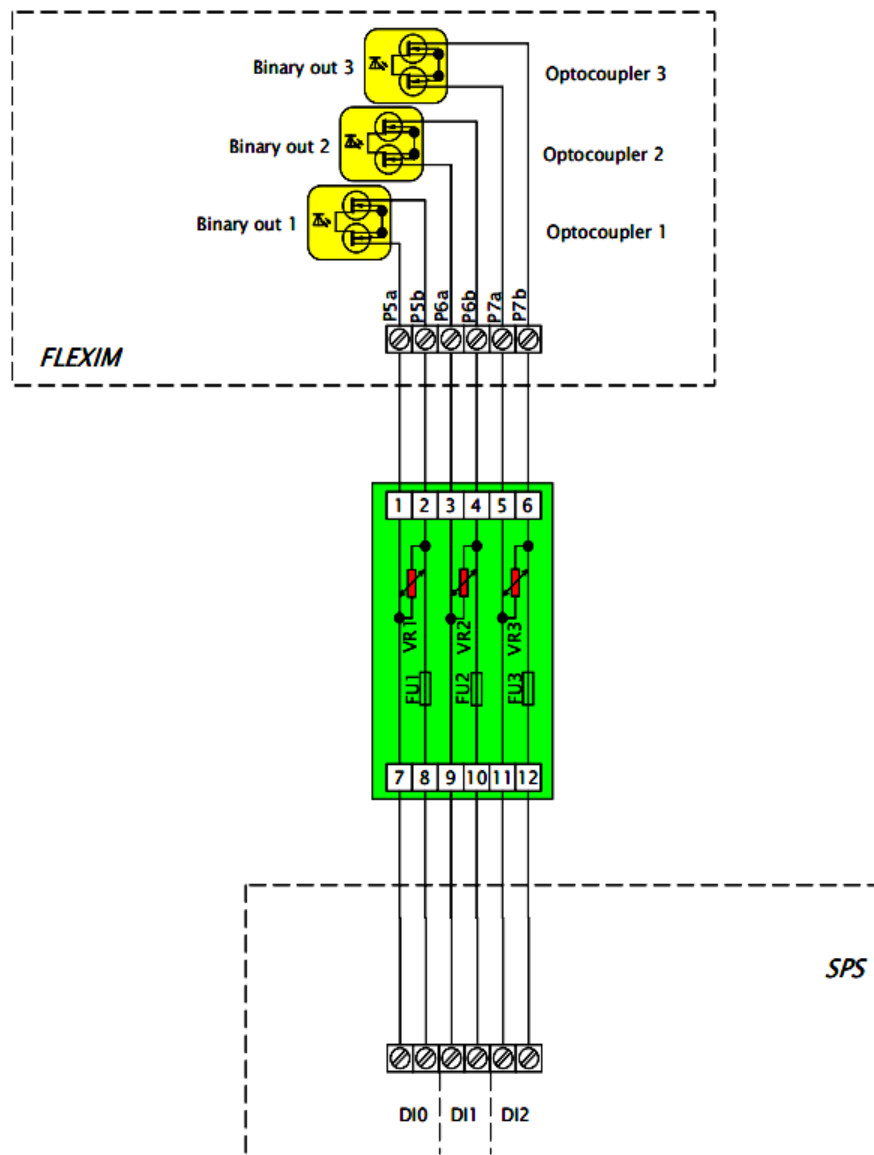 Binary out 3
Optocoupler 3
Binary out 2
Optocoupler 2
Binary out 1
Optocoupler 1
P5a P5b P6a P6b P7a P7b
FLEXIM
1 2 3 4 5 6
VR1 VR2 VR3
FU1 FU2 FU3
7 8 9 10 11 12
SPS
DI0 DI1 DI2